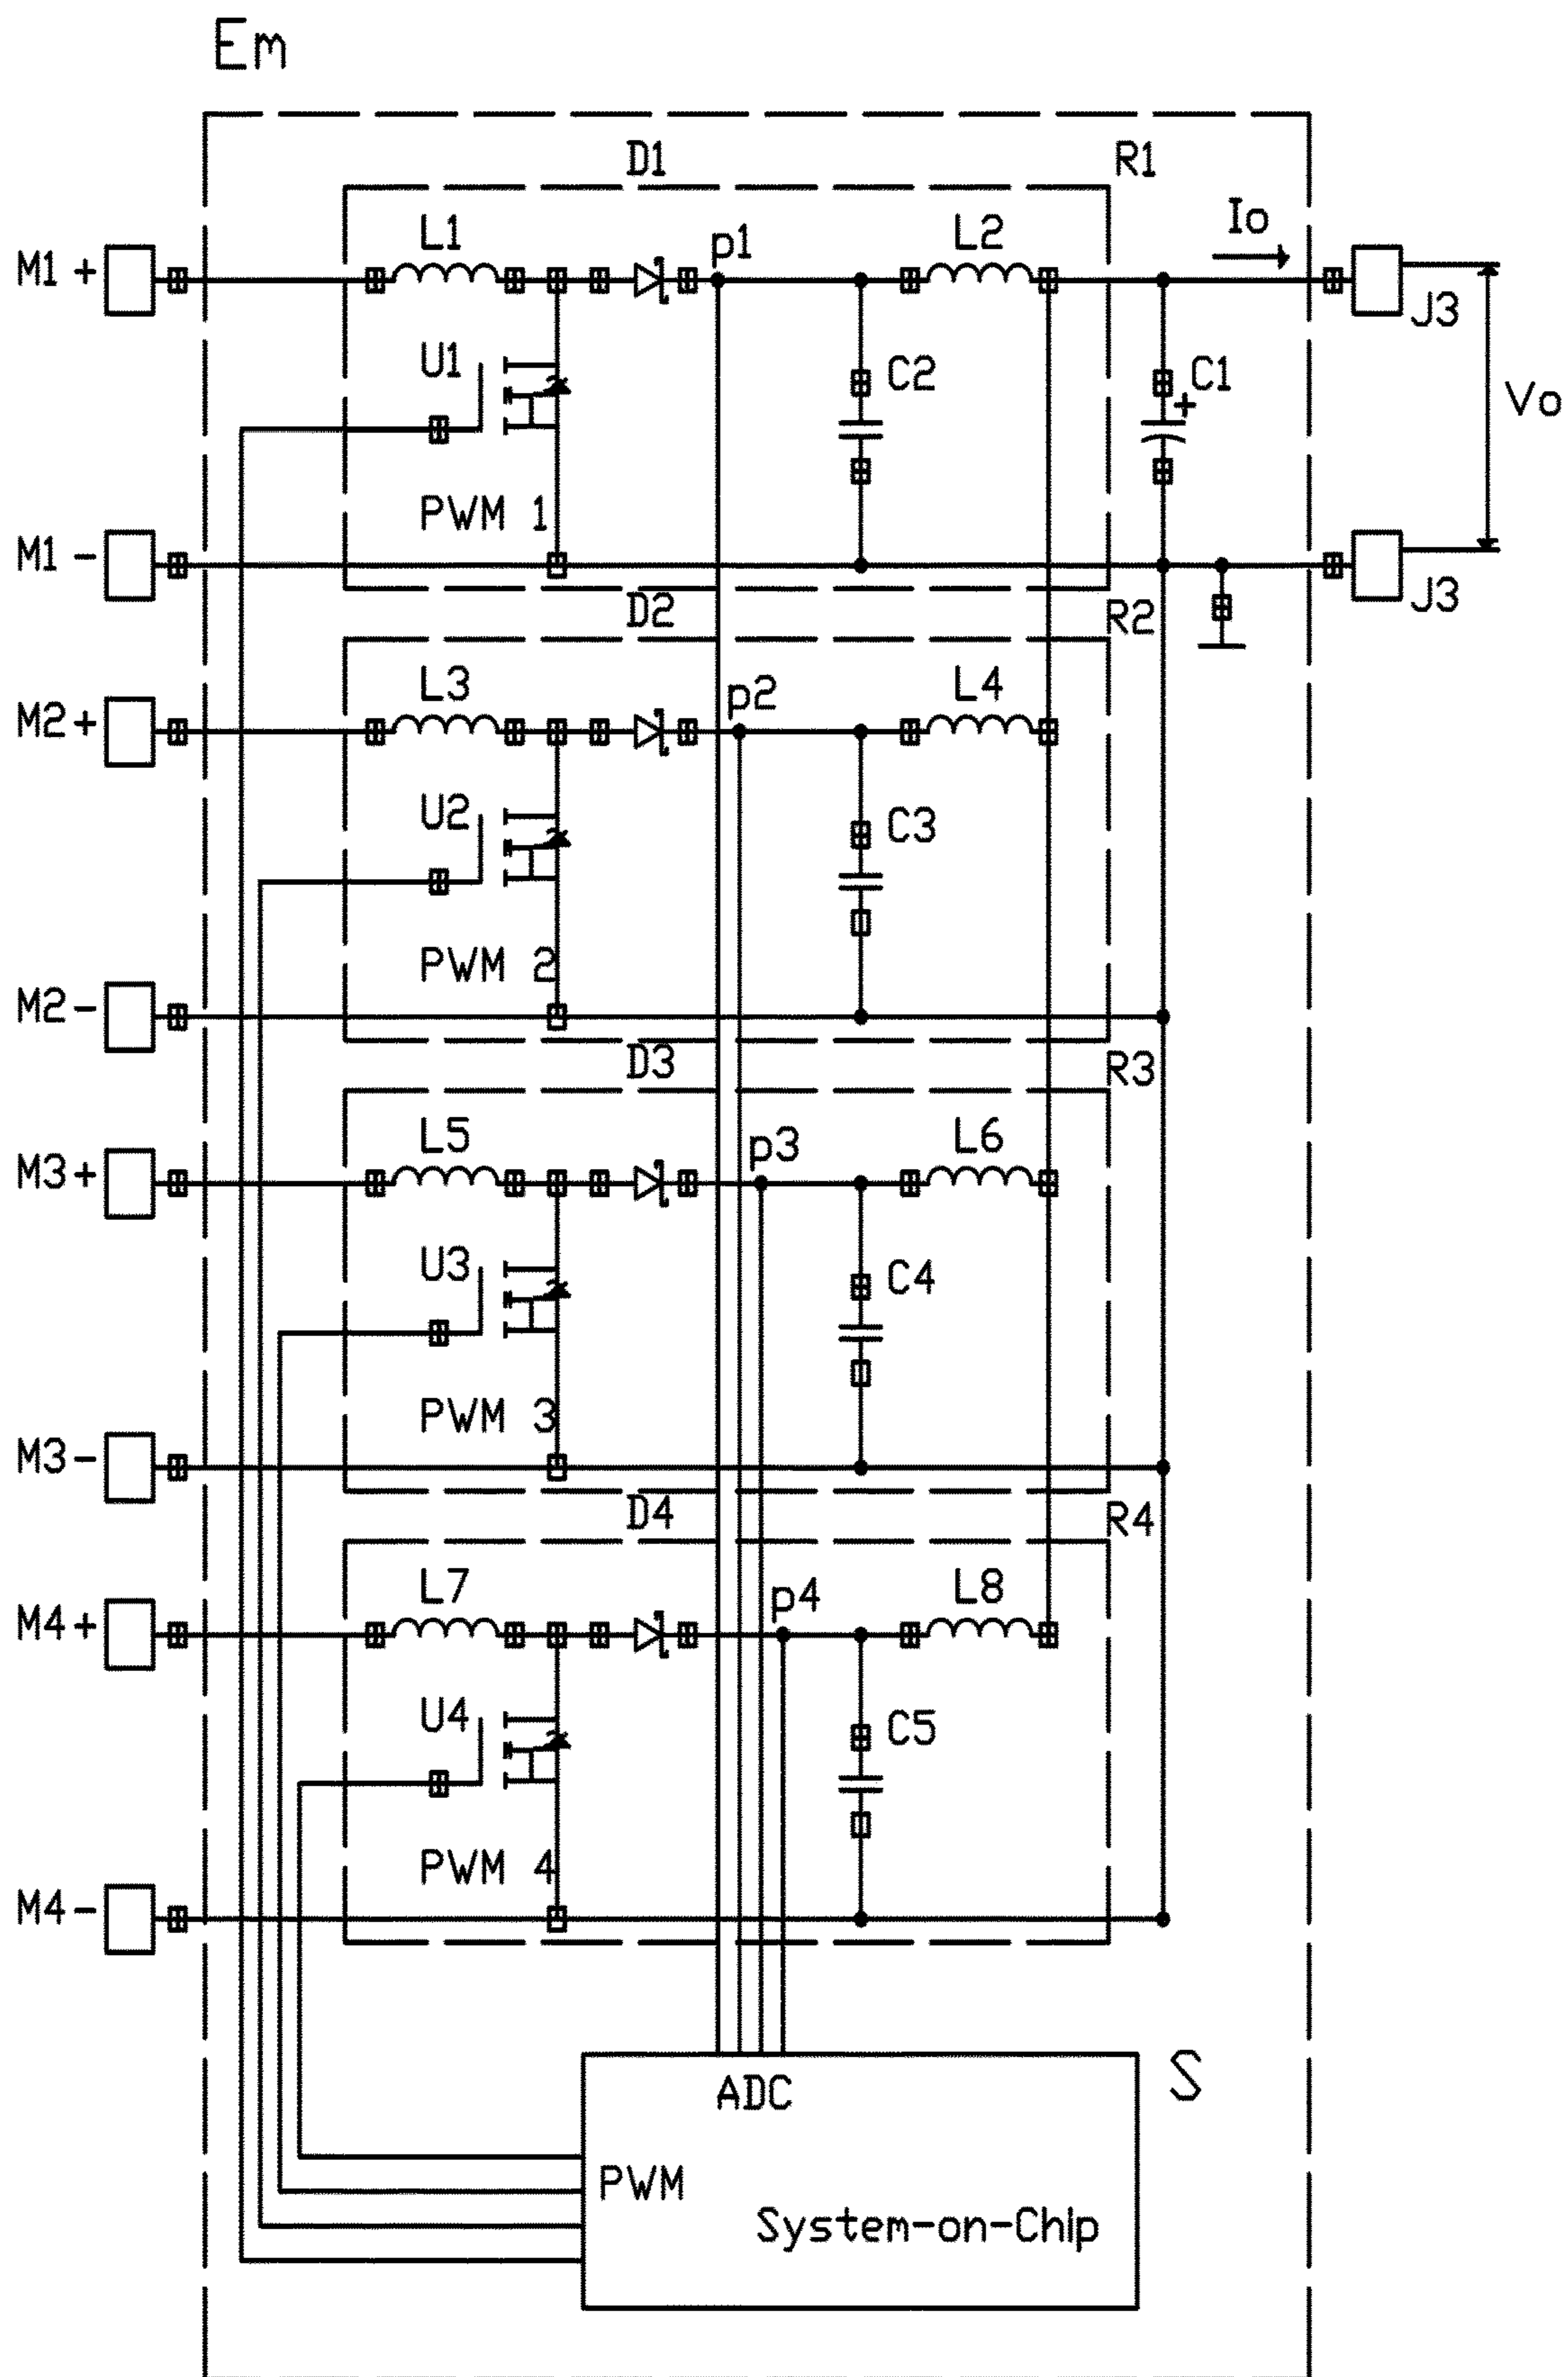 Em
D1
R1
L1
p1
L2
Io
M1 +
J3
U1
C2
C1
+
Vo
PWM 1
M1 -
J3
D2
R2
L3
p2
L4
M2+
U2
C3
PWM 2
M2-
D3
R3
L5
p3
L6
M3+
U3
C4
PWM 3
M3-
D4
R4
L7
p4
L8
M4+
U4
C5
PWM 4
M4-
S
ADC
PWM
System-on-Chip